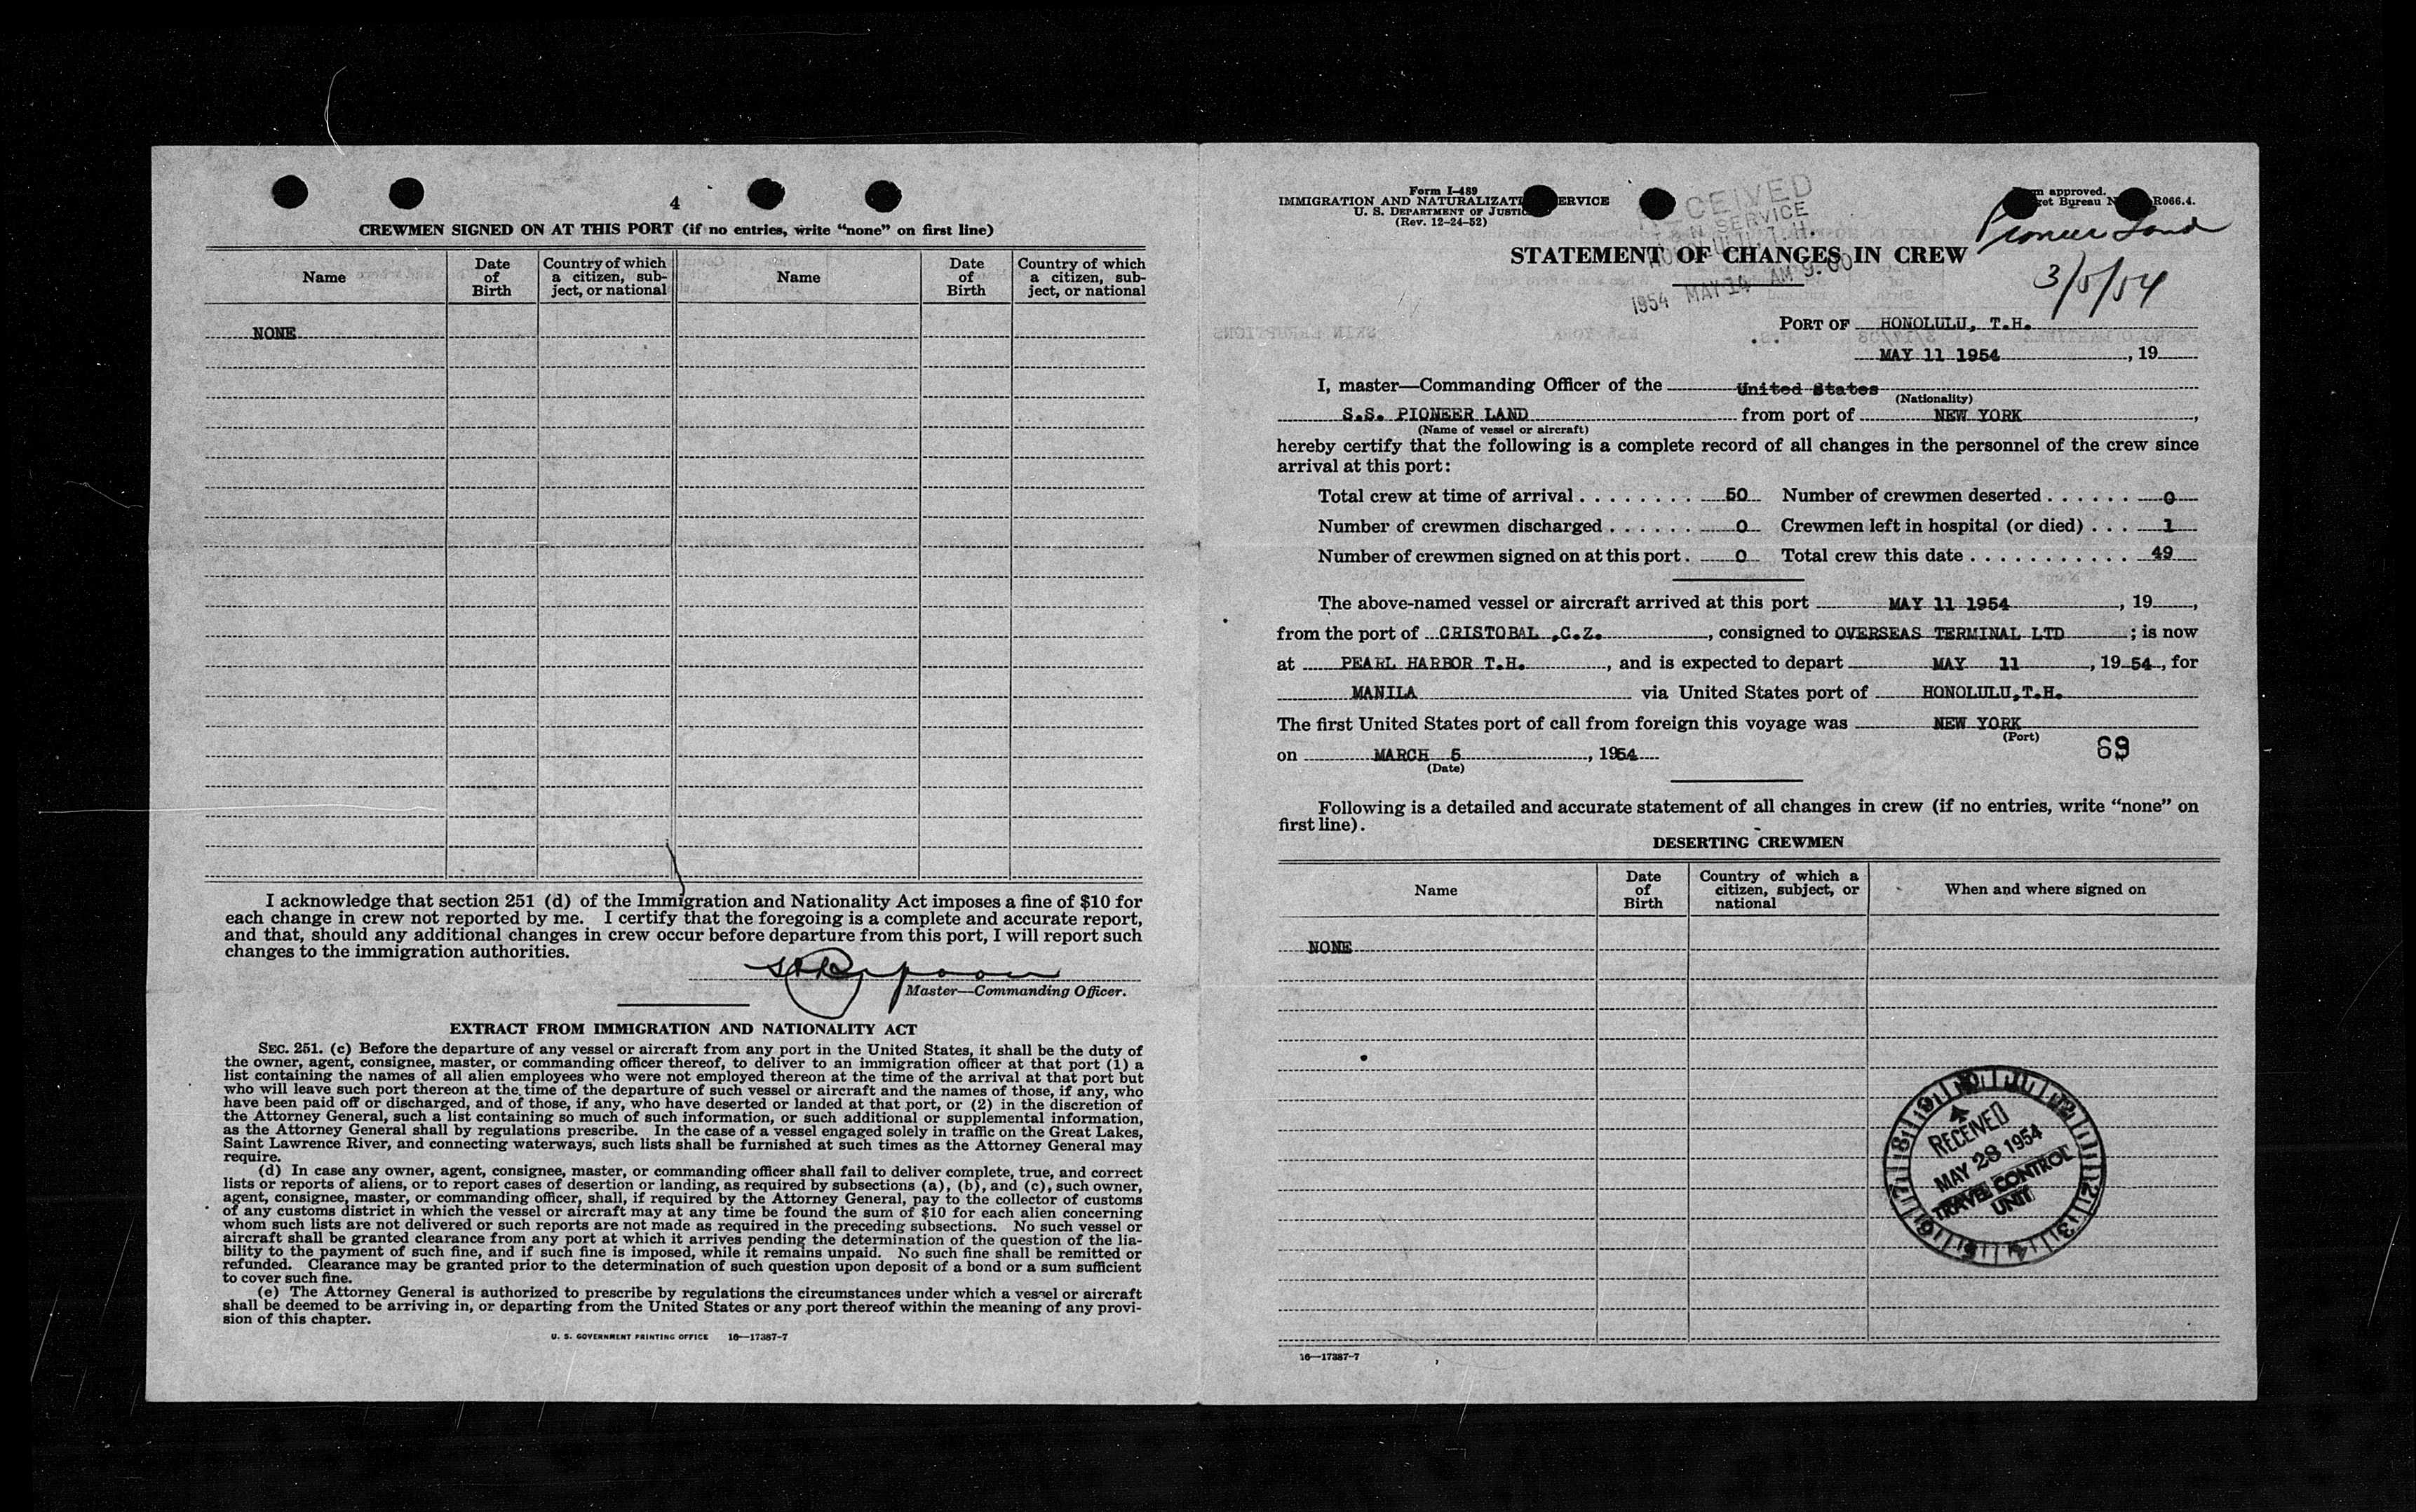 4
CREWMEN SIGNED ON AT THIS PORT (if no entries, write “none” on first line)
Name
Date of Birth
Country of which a citizen, subject, or national
Name
Date of Birth
Country of which a citizen, subject, or national
NONE
I acknowledge that section 251 (d) of the Immigration and Nationality Act imposes a fine of $10 for
each change in crew not reported by me. I certify that the foregoing is a complete and accurate report,
and that, should any additional changes in crew occur before departure from this port, I will report such
changes to the immigration authorities.
Master—Commanding Officer.
EXTRACT FROM IMMIGRATION AND NATIONALITY ACT
SEC. 251. (c) Before the departure of any vessel or aircraft from any port in the United States, it shall be the duty of
the owner, agent, consignee, master, or commanding officer thereof, to deliver to an immigration officer at that port (1) a
list containing the names of all alien employees who were not employed thereon at the time of the arrival at that port but
who will leave such port thereon at the time of the departure of such vessel or aircraft and the names of those, if any, who
have been paid off or discharged, and of those, if any, who have deserted or landed at that port, or (2) in the discretion of
the Attorney General, such a list containing so much of such information, or such additional or supplemental information,
as the Attorney General shall by regulations prescribe. In the case of a vessel engaged solely in traffic on the Great Lakes,
Saint Lawrence River, and connecting waterways, such lists shall be furnished at such times as the Attorney General may
require.
(d) In case any owner, agent, consignee, master, or commanding officer shall fail to deliver complete, true, and correct
lists or reports of aliens, or to report cases of desertion or landing, as required by subsections (a), (b), and (c), such owner,
agent, consignee, master, or commanding officer, shall, if required by the Attorney General, pay to the collector of customs
of any customs district in which the vessel or aircraft may at any time be found the sum of $10 for each alien concerning
whom such lists are not delivered or such reports are not made as required in the preceding subsections. No such vessel or
aircraft shall be granted clearance from any port at which it arrives pending the determination of the question of the lia-
bility to the payment of such fine, and if such fine is imposed, while it remains unpaid. No such fine shall be remitted or
refunded. Clearance may be granted prior to the determination of such question upon deposit of a bond or a sum sufficient
to cover such fine.
(e) The Attorney General is authorized to prescribe by regulations the circumstances under which a vessel or aircraft
shall be deemed to be arriving in, or departing from the United States or any port thereof within the meaning of any provi-
sion of this chapter.
U. S. GOVERNMENT PRINTING OFFICE 16—17387-7
Form I-489
IMMIGRATION AND NATURALIZATI ERVICE
U. S. DEPARTMENT OF JUSTIC
(Rev. 12-24-52)
approved.
et Bureau N R066.4.
RECEIVED
I & N SERVICE
HONOLULU, T. H.
1954 MAY 14 AM 9:00
Pioneer Land
3/5/54
STATEMENT OF CHANGES IN CREW
PORT OF HONOLULU, T.H.
MAY 11 1954, 19
I, master—Commanding Officer of the United States
(Nationality)
S.S. PIONEER LAND from port of NEW YORK,
(Name of vessel or aircraft)
hereby certify that the following is a complete record of all changes in the personnel of the crew since
arrival at this port:
Total crew at time of arrival . . . . . . . . 50 Number of crewmen deserted . . . . . . 0
Number of crewmen discharged . . . . . . 0 Crewmen left in hospital (or died) . . . 1
Number of crewmen signed on at this port . 0 Total crew this date . . . . . . . . . . . . 49
The above-named vessel or aircraft arrived at this port MAY 11 1954, 19,
from the port of CRISTOBAL ,C.Z., consigned to OVERSEAS TERMINAL LTD; is now
at PEARL HARBOR T.H., and is expected to depart MAY 11, 1954, for
MANILA via United States port of HONOLULU,T.H.
The first United States port of call from foreign this voyage was NEW YORK
(Port)
on MARCH 5, 1954
(Date)
69
Following is a detailed and accurate statement of all changes in crew (if no entries, write “none” on
first line).
DESERTING CREWMEN
Name
Date of Birth
Country of which a citizen, subject, or national
When and where signed on
NONE
RECEIVED
MAY 28 1954
TRAVEL CONTROL
UNIT
16—17387-7